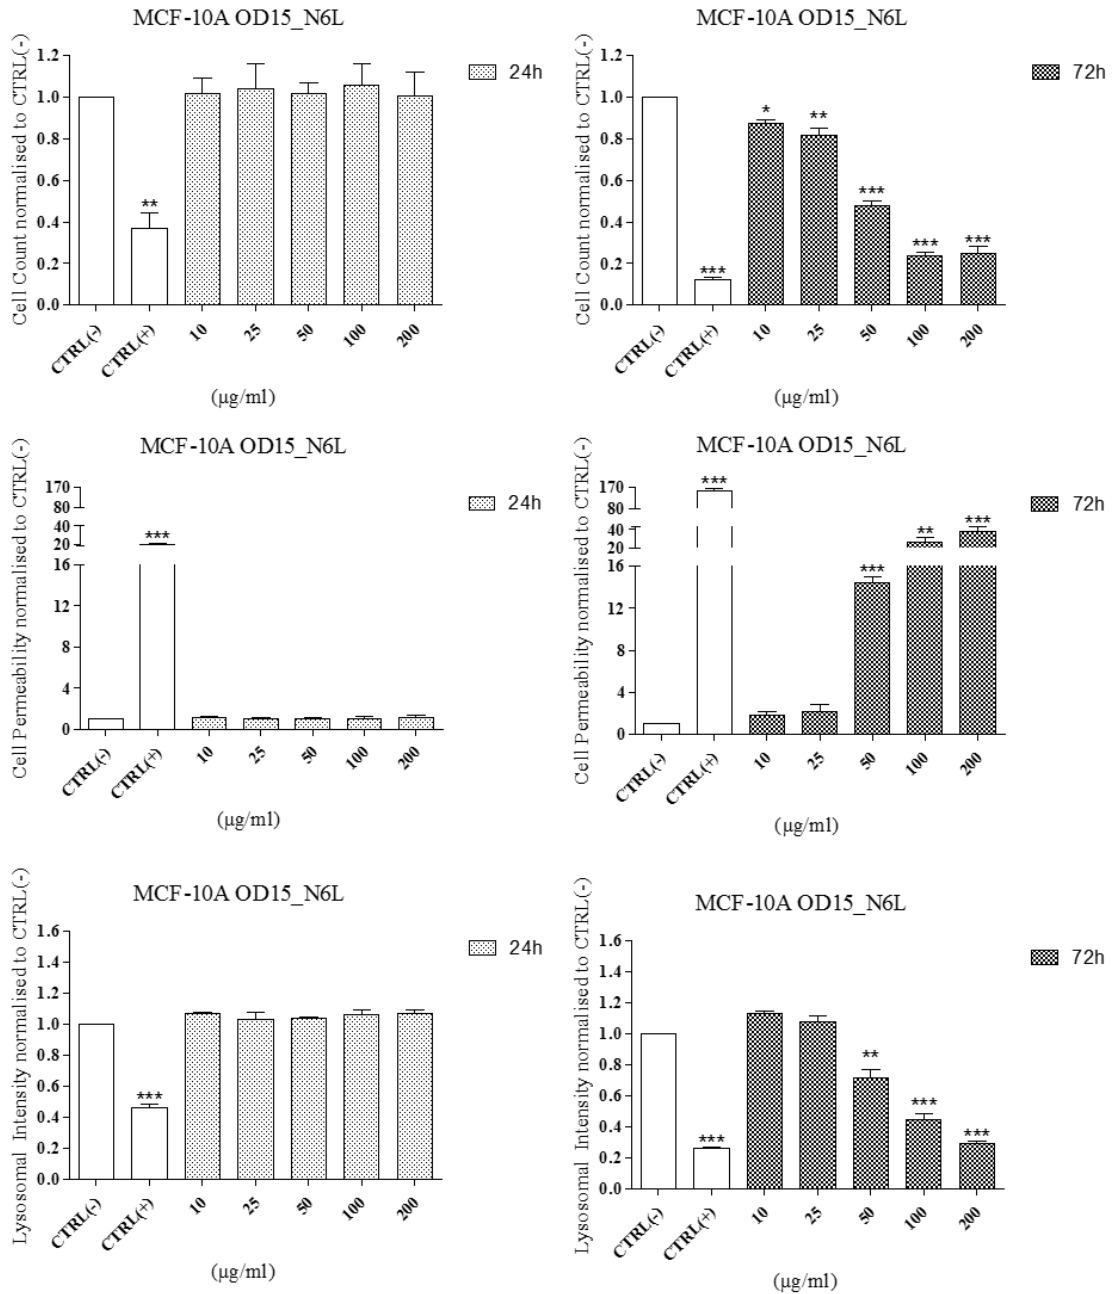 MCF-10A OD15_N6L
Cell Count normalised to CTRL(-)
1.2
1.0
0.8
0.6
0.4
0.2
0.0
**
24h
CTRL(-) CTRL(+) 10 25 50 100 200
(µg/ml)
MCF-10A OD15_N6L
Cell Count normalised to CTRL(-)
1.2
1.0
0.8
0.6
0.4
0.2
0.0
*** * ** *** *** ***
72h
CTRL(-) CTRL(+) 10 25 50 100 200
(µg/ml)
MCF-10A OD15_N6L
Cell Permeability normalised to CTRL(-)
170
80
40
20
16
12
8
4
0
***
24h
CTRL(-) CTRL(+) 10 25 50 100 200
(µg/ml)
MCF-10A OD15_N6L
Cell Permeability normalised to CTRL(-)
170
80
40
20
16
12
8
4
0
*** *** ** ***
72h
CTRL(-) CTRL(+) 10 25 50 100 200
(µg/ml)
MCF-10A OD15_N6L
Lysosomal Intensity normalised to CTRL(-)
1.6
1.4
1.2
1.0
0.8
0.6
0.4
0.2
0.0
***
24h
CTRL(-) CTRL(+) 10 25 50 100 200
(µg/ml)
MCF-10A OD15_N6L
Lysosomal Intensity normalised to CTRL(-)
1.6
1.4
1.2
1.0
0.8
0.6
0.4
0.2
0.0
*** ** *** ***
72h
CTRL(-) CTRL(+) 10 25 50 100 200
(µg/ml)